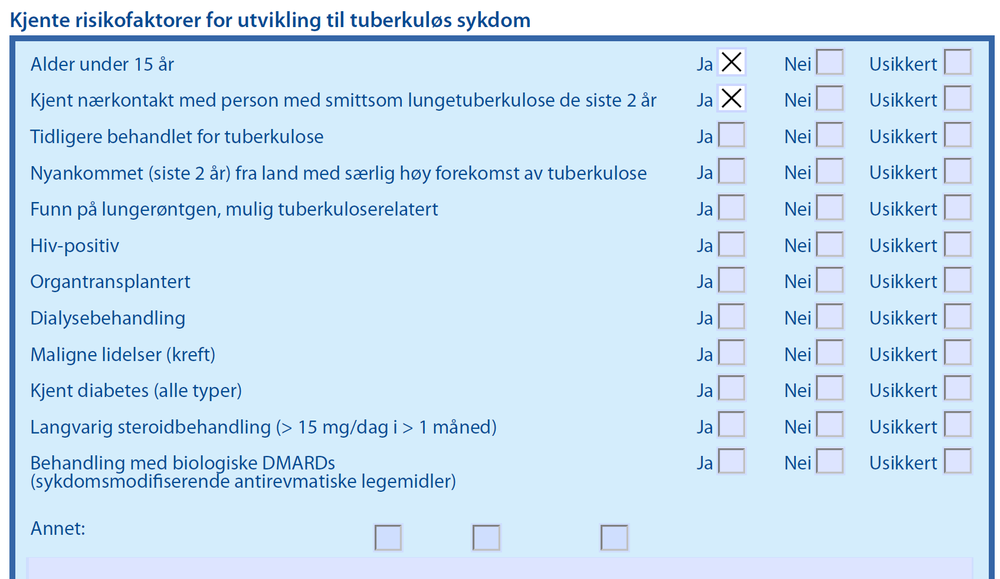 Kjente risikofaktorer for utvikling til tuberkuløs sykdom
Alder under 15 år Ja Nei Usikkert
Kjent nærkontakt med person med smittsom lungetuberkulose de siste 2 år Ja Nei Usikkert
Tidligere behandlet for tuberkulose Ja Nei Usikkert
Nyankommet (siste 2 år) fra land med særlig høy forekomst av tuberkulose Ja Nei Usikkert
Funn på lungerøntgen, mulig tuberkuloserelatert Ja Nei Usikkert
Hiv-positiv Ja Nei Usikkert
Organtransplantert Ja Nei Usikkert
Dialysebehandling Ja Nei Usikkert
Maligne lidelser (kreft) Ja Nei Usikkert
Kjent diabetes (alle typer) Ja Nei Usikkert
Langvarig steroidbehandling (> 15 mg/dag i > 1 måned) Ja Nei Usikkert
Behandling med biologiske DMARDs Ja Nei Usikkert
(sykdomsmodifiserende antirevmatiske legemidler)
Annet: